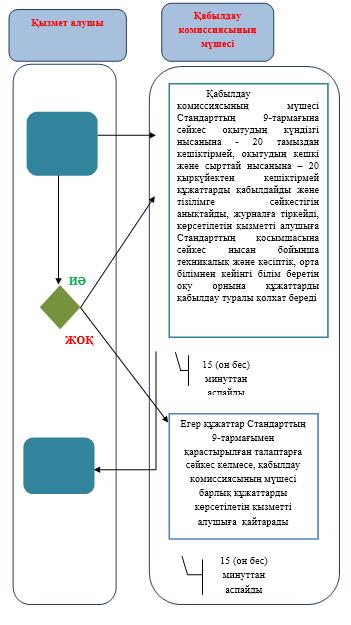 Қызмет алушы
Қабылдау
комиссиясының
мүшесі
Қабылдау
комиссиясының мүшесі
Стандарттың 9-тармағына
сәйкес оқытудың күндізгі
нысанына - 20 тамыздан
кешіктірмей, оқытудың кешкі
және сырттай нысанына – 20
қыркүйектен кешіктірмей
құжаттарды қабылдайды және
тізілімге сәйкестігін
анықтайды, журналға тіркейді,
көрсетілетін қызметті алушыға
Стандарттың қосымшасына
сәйкес нысан бойынша
техникалық және кәсіптік, орта
білімнен кейінгі білім беретін
оқу орнына құжаттарды
қабылдау туралы қолхат береді
ИӘ
ЖОҚ
15 (он бес)
минуттан
аспайды
Егер құжаттар Стандарттың
9-тармағымен
қарастырылған талаптарға
сәйкес келмесе, қабылдау
комиссиясының мүшесі
барлық құжаттарды
көрсетілетін қызметті
алушыға қайтарады
15 (он бес)
минуттан
аспайды